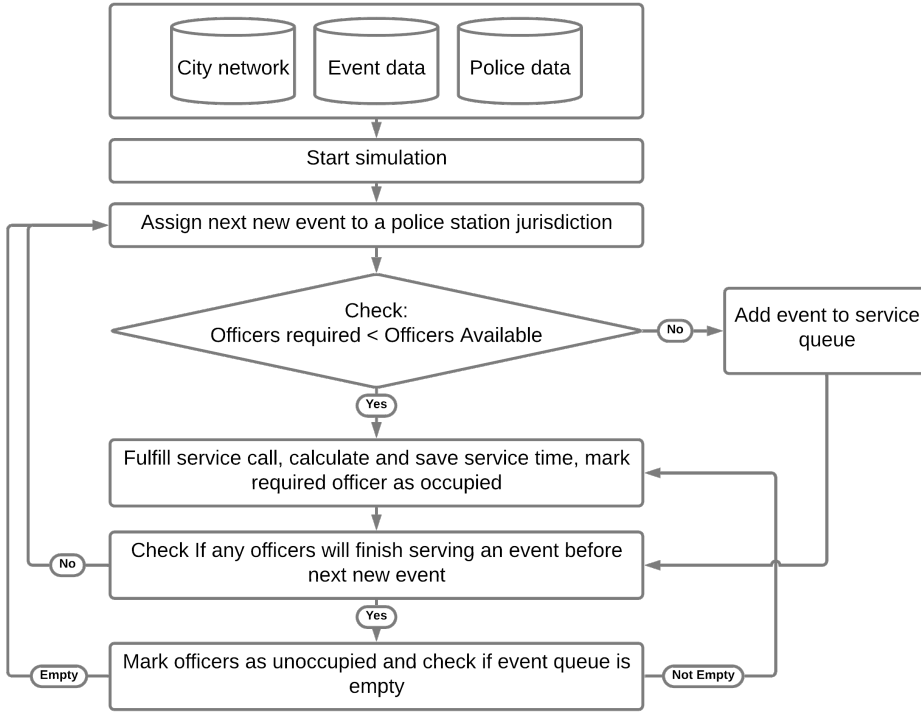 City network
Event data
Police data
Start simulation
Assign next new event to a police station jurisdiction
Check:
Officers required < Officers Available
No
Add event to service
queue
Yes
Fulfill service call, calculate and save service time, mark
required officer as occupied
Check If any officers will finish serving an event before
next new event
No
Yes
Mark officers as unoccupied and check if event queue is
empty
Empty
Not Empty